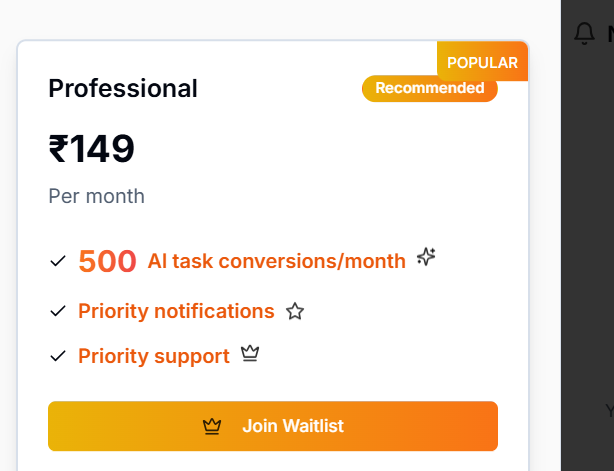 POPULAR
Professional
Recommended
₹149
Per month
500 AI task conversions/month
Priority notifications
Priority support
Join Waitlist